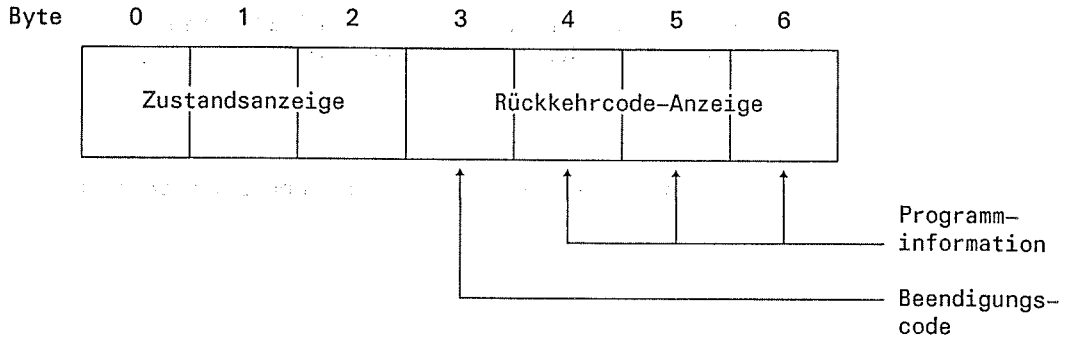 Byte 0 1 2 3 4 5 6
Zustandsanzeige Rückkehrcode-Anzeige
Programm-
information
Beendigungs-
code